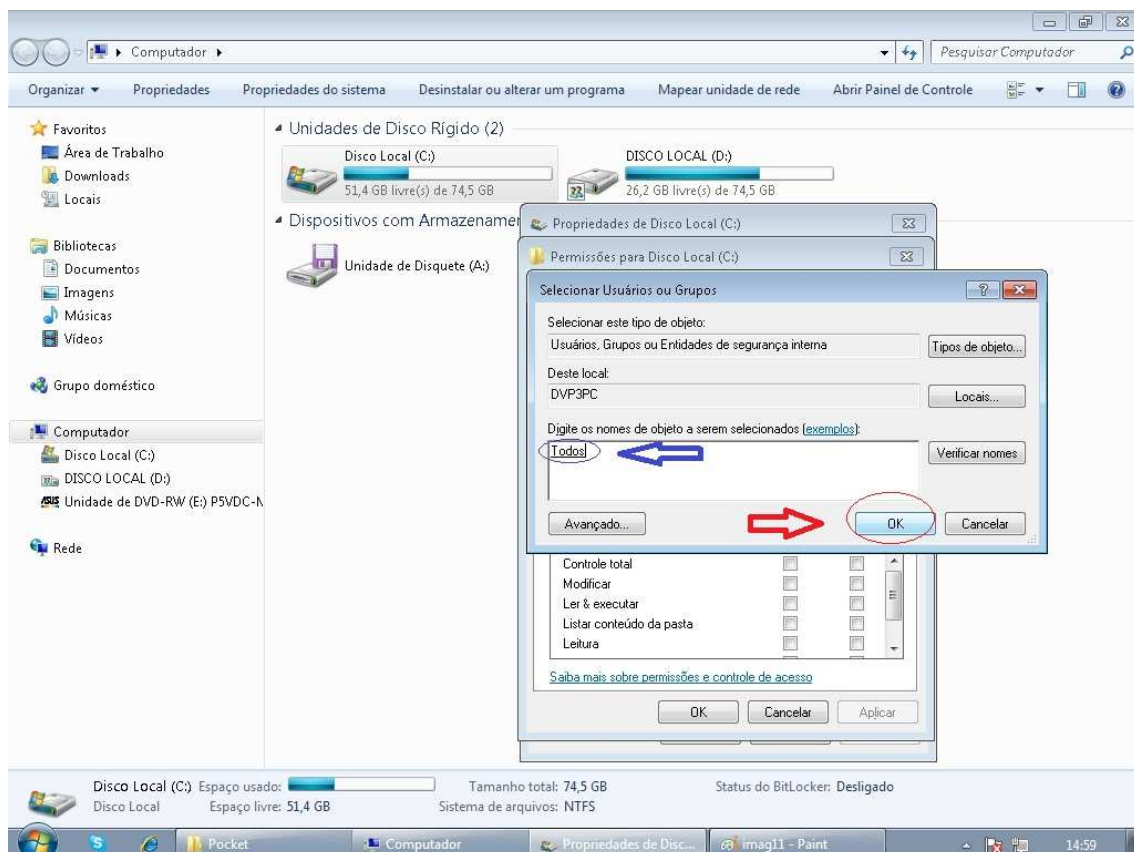 Computador
Pesquisar Computador
Organizar Propriedades Propriedades do sistema Desinstalar ou alterar um programa Mapear unidade de rede Abrir Painel de Controle
Favoritos
Área de Trabalho
Downloads
Locais
Bibliotecas
Documentos
Imagens
Músicas
Vídeos
Grupo doméstico
Computador
Disco Local (C:)
DISCO LOCAL (D:)
Unidade de DVD-RW (E:) P5VDC-M
Rede
Unidades de Disco Rígido (2)
Disco Local (C:)
51,4 GB livre(s) de 74,5 GB
DISCO LOCAL (D:)
26,2 GB livre(s) de 74,5 GB
Dispositivos com Armazenamen
Unidade de Disquete (A:)
Propriedades de Disco Local (C:)
Permissões para Disco Local (C:)
Selecionar Usuários ou Grupos
Selecionar este tipo de objeto:
Usuários, Grupos ou Entidades de segurança interna
Tipos de objeto...
Deste local:
DVP3PC
Locais...
Digite os nomes de objeto a serem selecionados (exemplos):
Todos
Verificar nomes
Avançado...
OK
Cancelar
Controle total
Modificar
Ler & executar
Listar conteúdo da pasta
Leitura
Saiba mais sobre permissões e controle de acesso
OK
Cancelar
Aplicar
Disco Local (C:) Espaço usado: Tamanho total: 74,5 GB Status do BitLocker: Desligado
Disco Local Espaço livre: 51,4 GB Sistema de arquivos: NTFS
Pocket
Computador
Propriedades de Disc...
imag11 - Paint
14:59